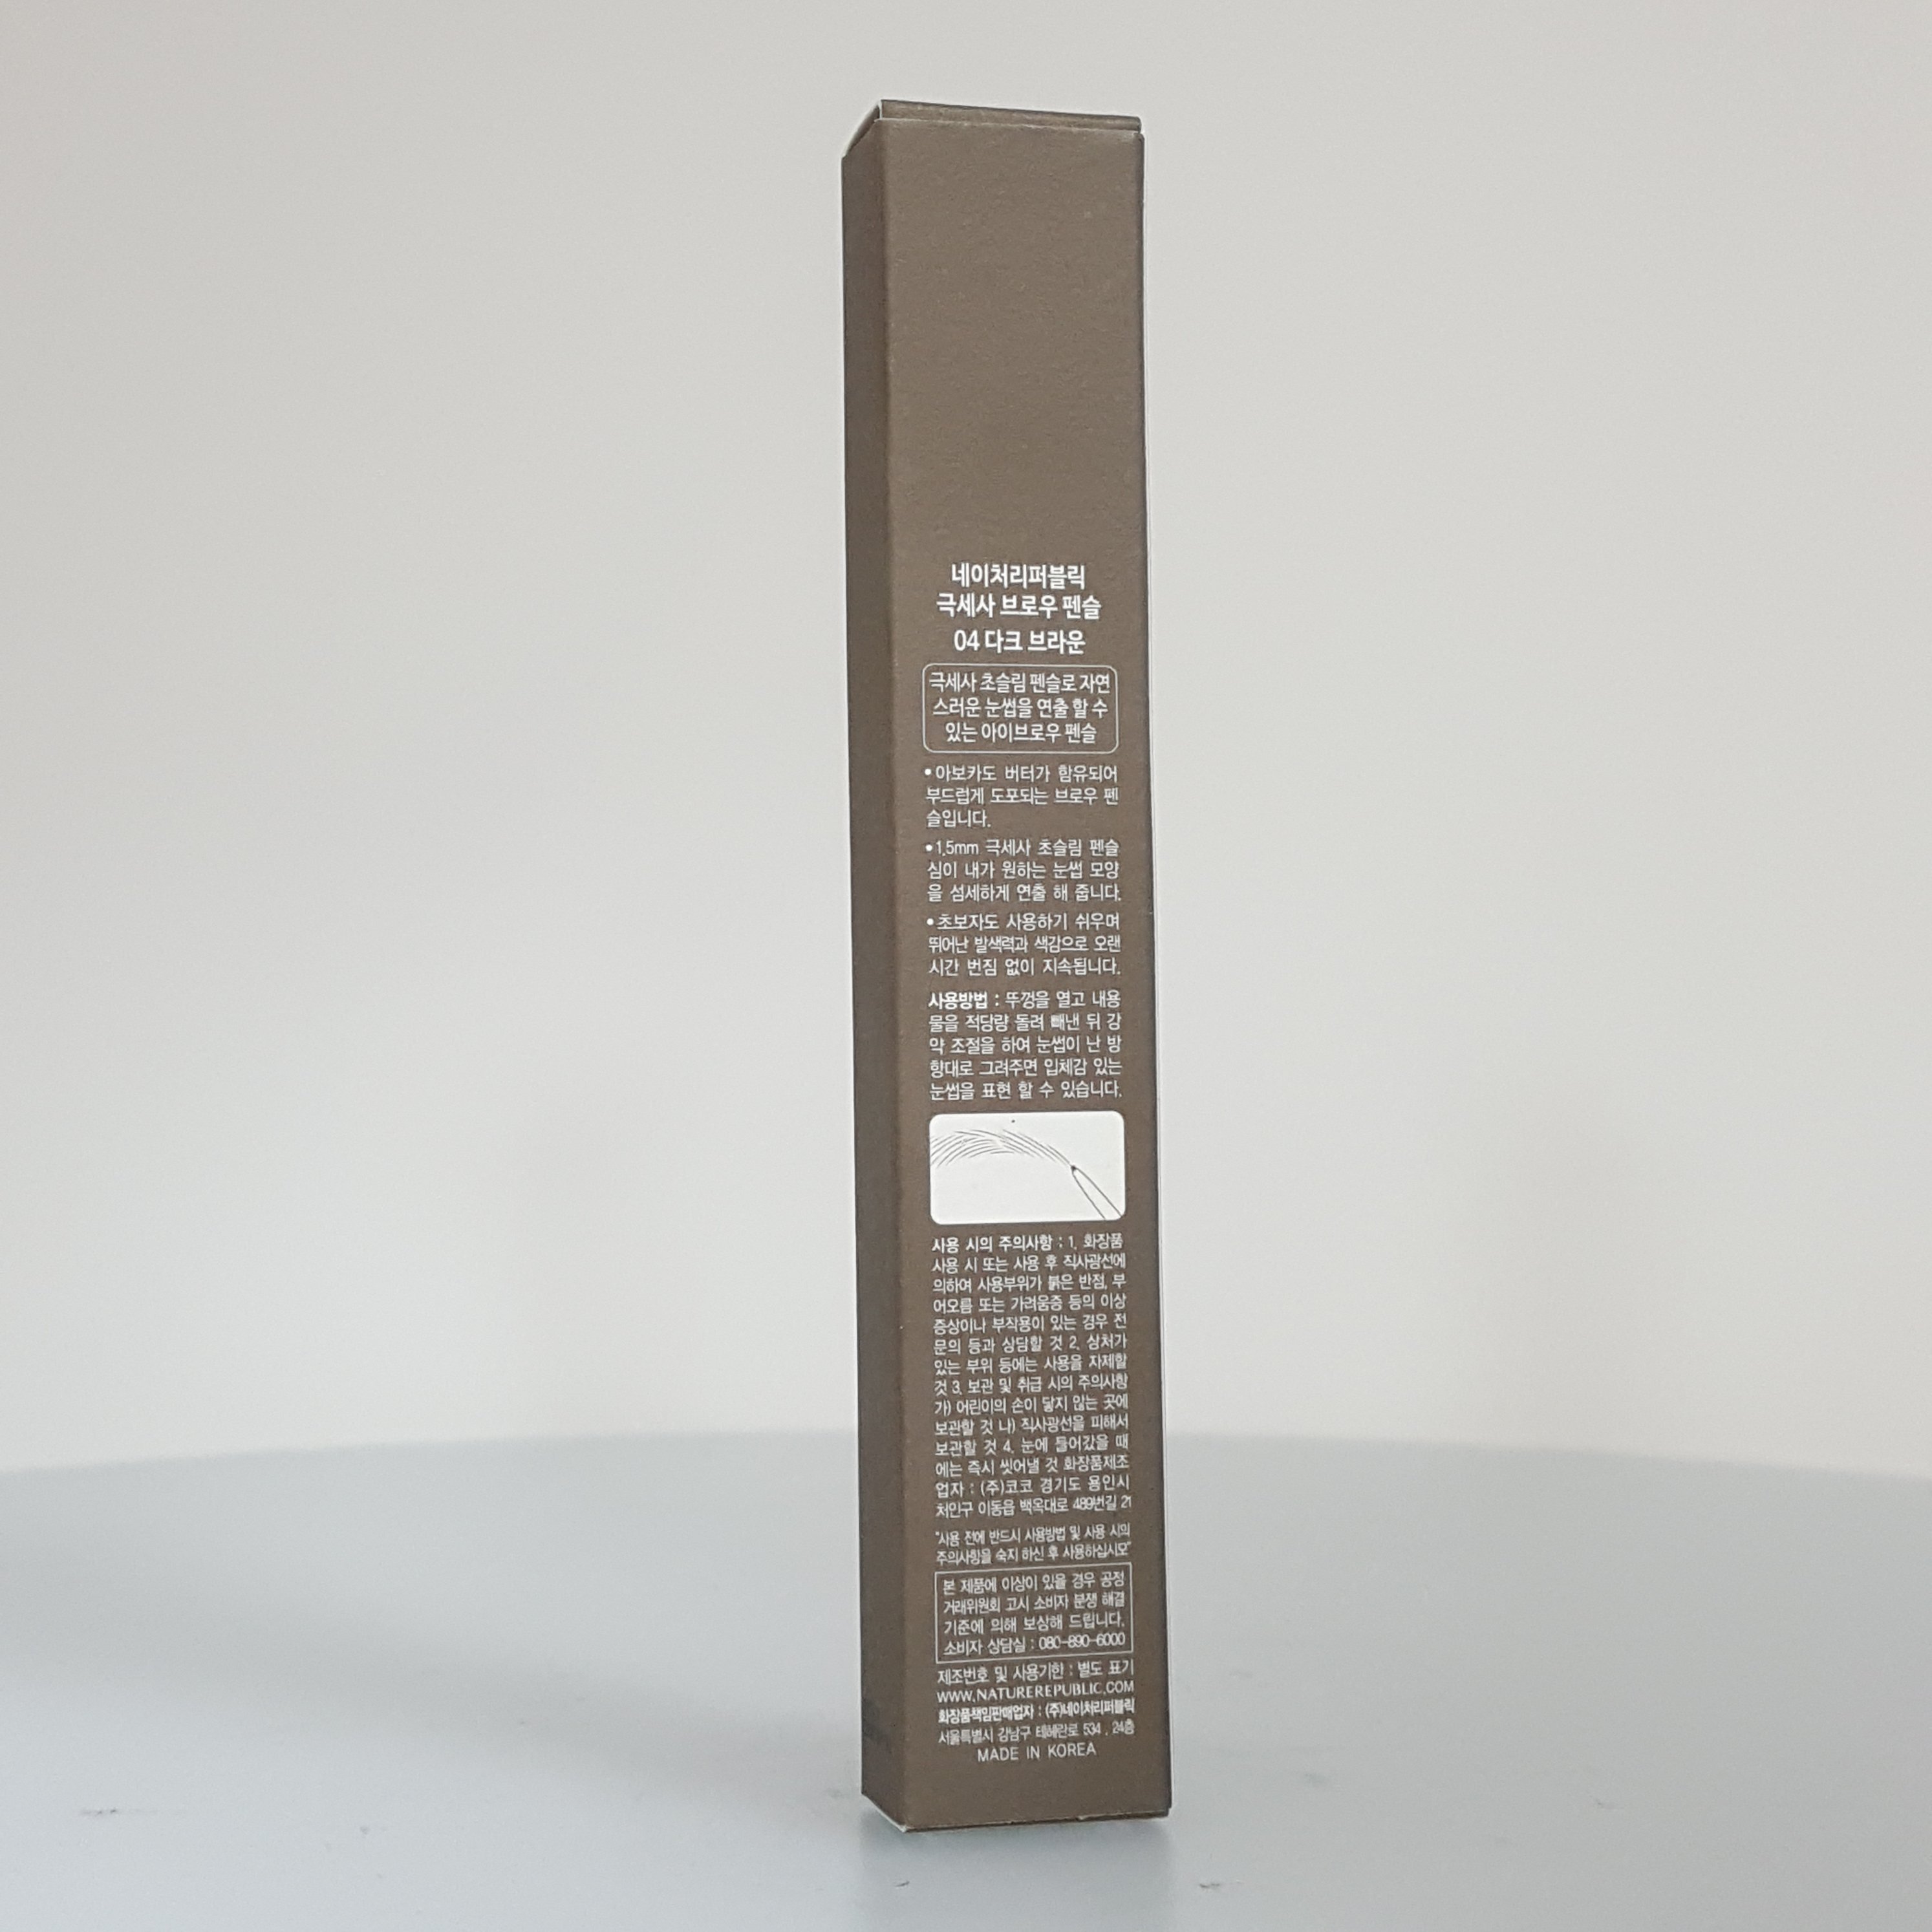 네이처리퍼블릭
극세사 브로우 펜슬
04 다크 브라운
극세사 초슬림 펜슬로 자연
스러운 눈썹을 연출 할 수
있는 아이브로우 펜슬
•아보카도 버터가 함유되어
부드럽게 도포되는 브로우 펜
슬입니다.
•1.5mm 극세사 초슬림 펜슬
심이 내가 원하는 눈썹 모양
을 섬세하게 연출 해 줍니다.
•초보자도 사용하기 쉬우며
뛰어난 발색력과 색감으로 오랜
시간 번짐 없이 지속됩니다.
사용방법 : 뚜껑을 열고 내용
물을 적당량 돌려 빼낸 뒤 강
약 조절을 하여 눈썹이 난 방
향대로 그려주면 입체감 있는
눈썹을 표현 할 수 있습니다.
사용 시의 주의사항 : 1. 화장품
사용 시 또는 사용 후 직사광선에
의하여 사용부위가 붉은 반점, 부
어오름 또는 가려움증 등의 이상
증상이나 부작용이 있는 경우 전
문의 등과 상담할 것 2. 상처가
있는 부위 등에는 사용을 자제할
것 3. 보관 및 취급 시의 주의사항
가) 어린이의 손이 닿지 않는 곳에
보관할 것 나) 직사광선을 피해서
보관할 것 4. 눈에 들어갔을 때
에는 즉시 씻어낼 것 화장품제조
업자 : (주)코코 경기도 용인시
처인구 이동읍 백옥대로 489번길 21
"사용 전에 반드시 사용방법 및 사용 시의
주의사항을 숙지 하신 후 사용하십시오"
본 제품에 이상이 있을 경우 공정
거래위원회 고시 소비자 분쟁 해결
기준에 의해 보상해 드립니다.
소비자 상담실 : 080-890-6000
제조번호 및 사용기한 : 별도 표기
WWW.NATUREREPUBLIC.COM
화장품책임판매업자 : (주)네이처리퍼블릭
서울특별시 강남구 테헤란로 534 , 24층
MADE IN KOREA